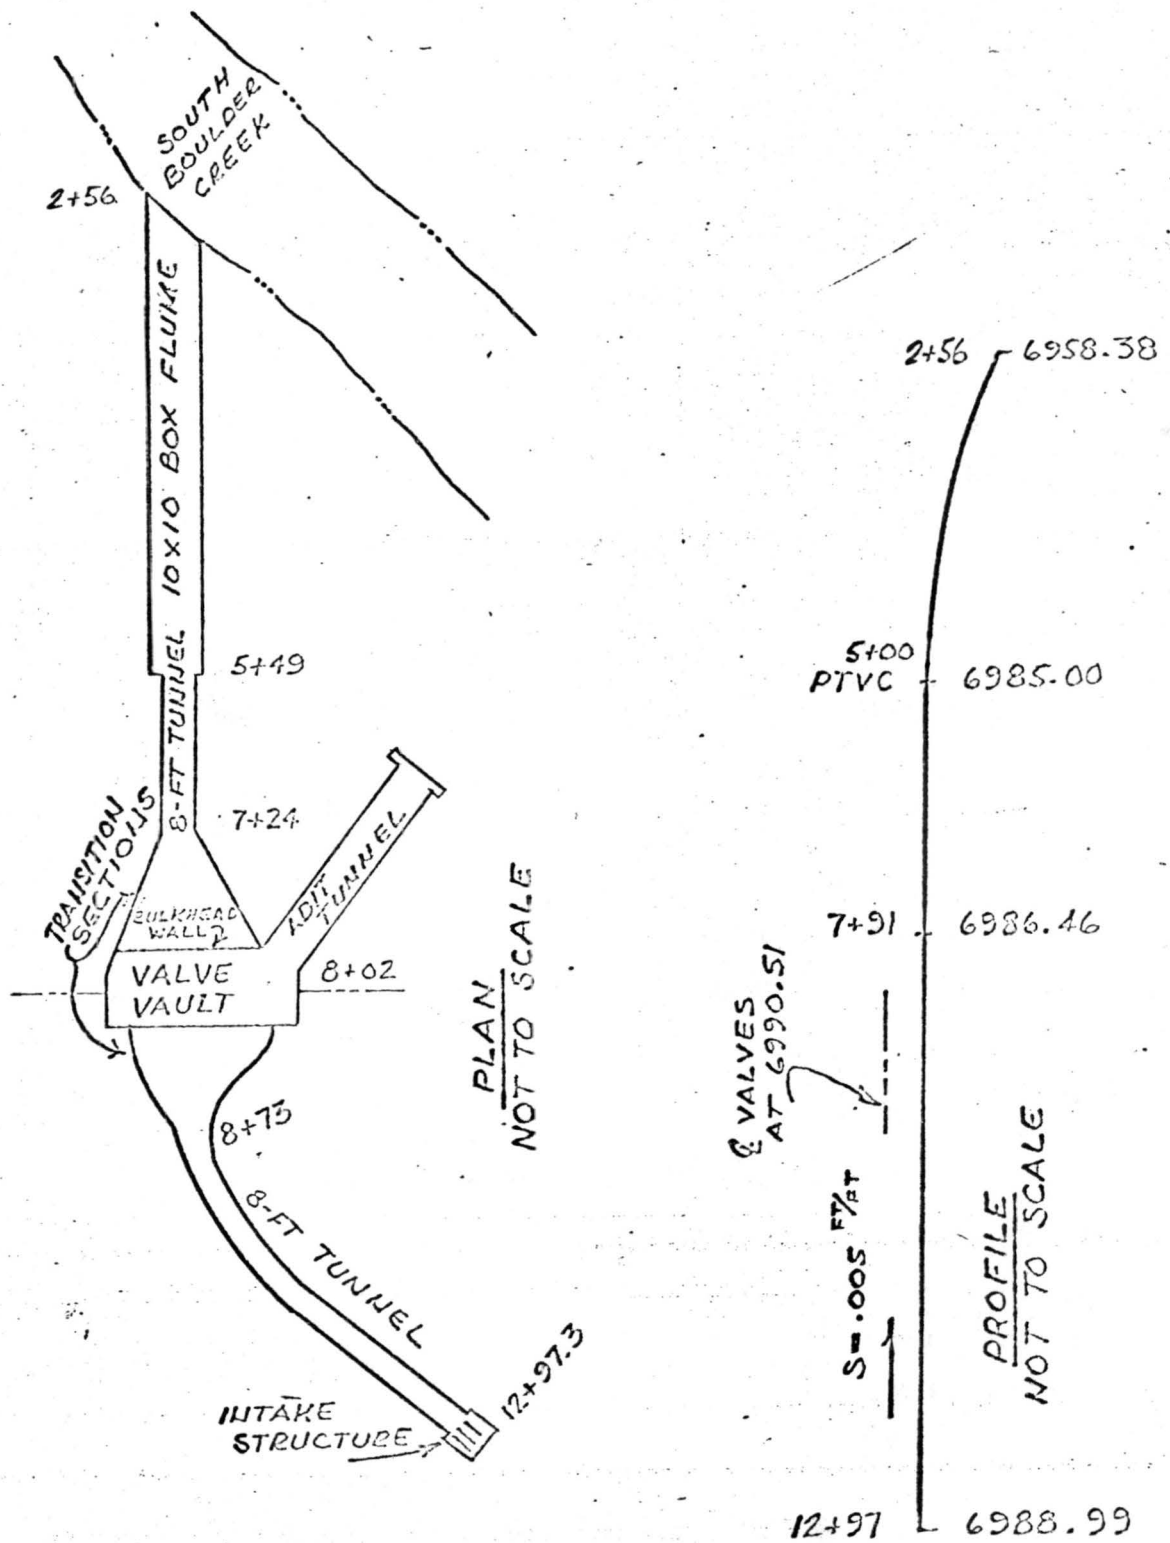 SOUTH
BOULDER
CREEK
2+56
10X10 BOX FLUME
5+49
8-FT TUNNEL
7+24
TRANSITION
SECTIONS
BULKHEAD
WALL
ADIT
TUNNEL
VALVE
VAULT
8+02
8+73
8-FT TUNNEL
12+97.3
INTAKE
STRUCTURE
PLAN
NOT TO SCALE
2+56 6958.38
5+00
PTVC 6985.00
7+91 6986.46
℄ VALVES
AT 6990.51
S=.005 FT/FT
PROFILE
NOT TO SCALE
12+97 6988.99